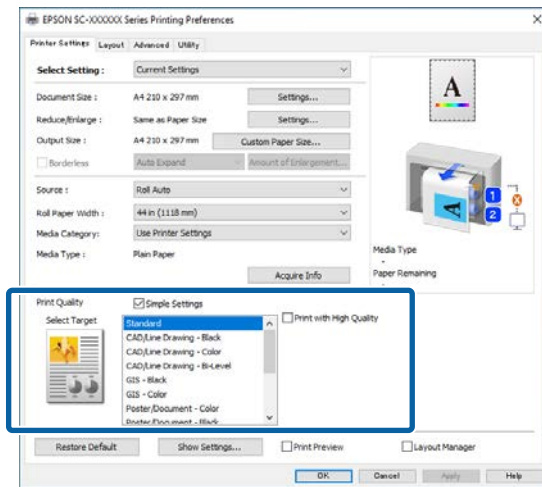 EPSON SC-XXXXXX Series Printing Preferences
Printer Settings Layout Advanced Utility
Select Setting : Current Settings
Document Size : A4 210 x 297 mm Settings...
Reduce/Enlarge : Same as Paper Size Settings...
Output Size : A4 210 x 297 mm Custom Paper Size...
Borderless Auto Expand Amount of Enlargement...
Source : Roll Auto
Roll Paper Width : 44 in (1118 mm)
Media Category: Use Printer Settings
Media Type : Plain Paper
Acquire Info
A
A
1
2
Media Type
-
Paper Remaining
-
Print Quality Simple Settings
Select Target
Standard
CAD/Line Drawing - Black
CAD/Line Drawing - Color
CAD/Line Drawing - Bi-Level
GIS - Black
GIS - Color
Poster/Document - Color
Poster/Document - Black
Print with High Quality
Restore Default Show Settings... Print Preview Layout Manager
OK Cancel Apply Help